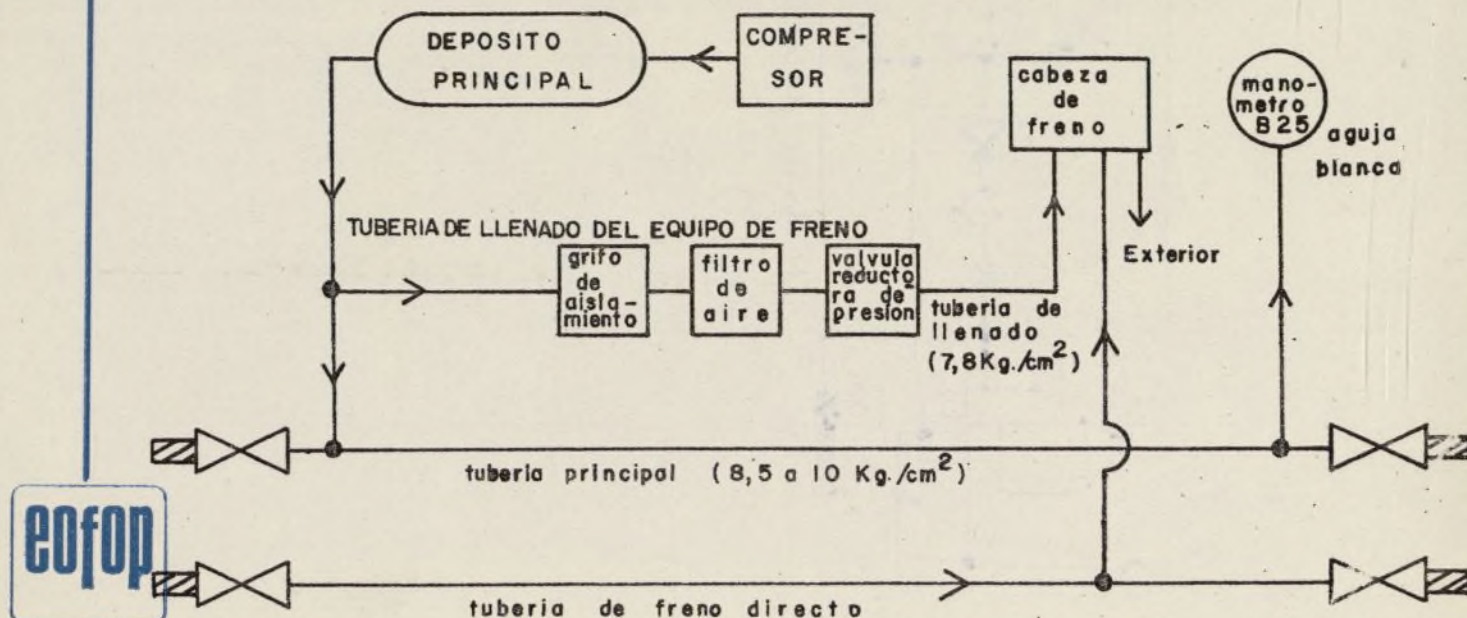 DEPOSITO
PRINCIPAL
COMPRE-
SOR
cabeza
de
freno
mano-
metro
B25
aguja
blanca
Exterior
TUBERIA DE LLENADO DEL EQUIPO DE FRENO
grifo
de
aisla-
miento
filtro
de
aire
valvula
reducto
ra de
presion
tuberia de
llenado
(7,8Kg./cm²)
tuberia principal (8,5 a 10 Kg./cm²)
eofop
tuberia de freno directo